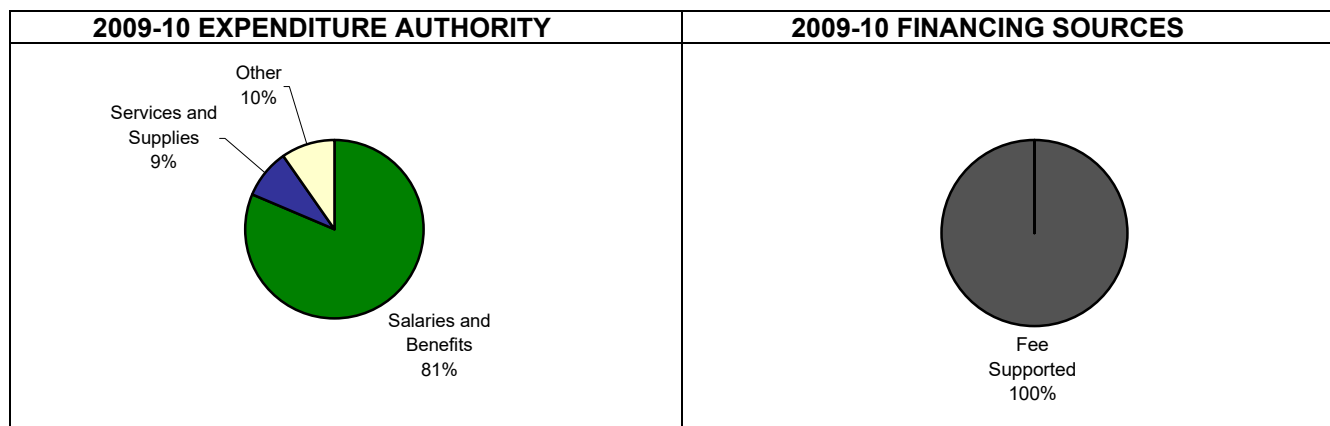 2009-10 EXPENDITURE AUTHORITY
Other
10%
Services and
Supplies
9%
Salaries and
Benefits
81%
2009-10 FINANCING SOURCES
Fee
Supported
100%